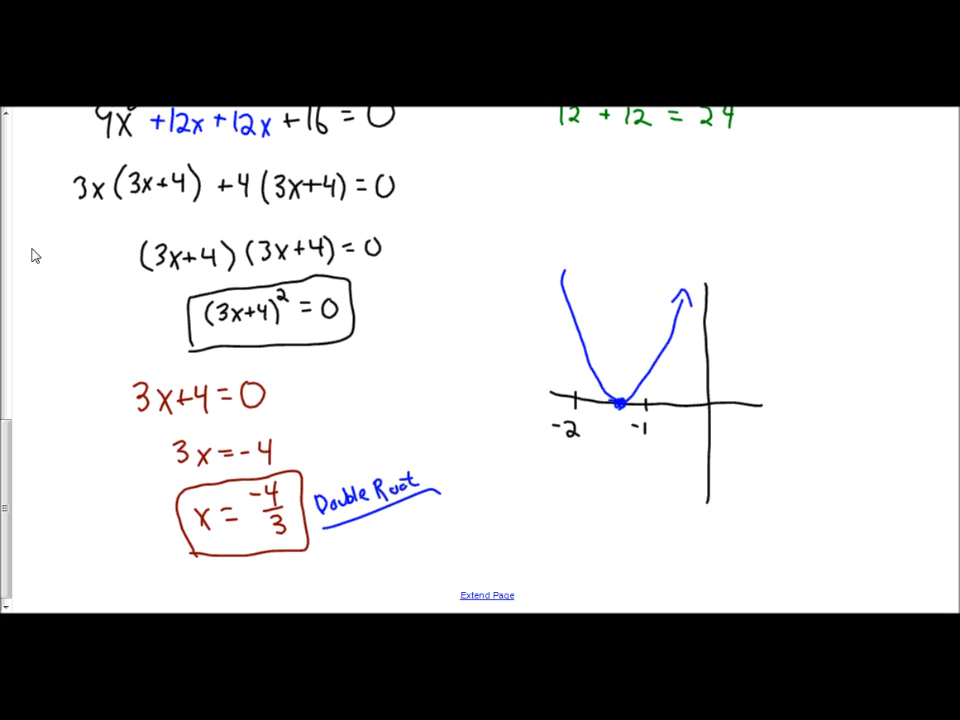 9x² +12x +12x +16 = 0
12 + 12 = 24
3x(3x+4) +4(3x+4) = 0
(3x+4)(3x+4) = 0
(3x+4)² = 0
3x+4 = 0
3x = -4
x = -4/3 Double Root
-2 -1
Extend Page